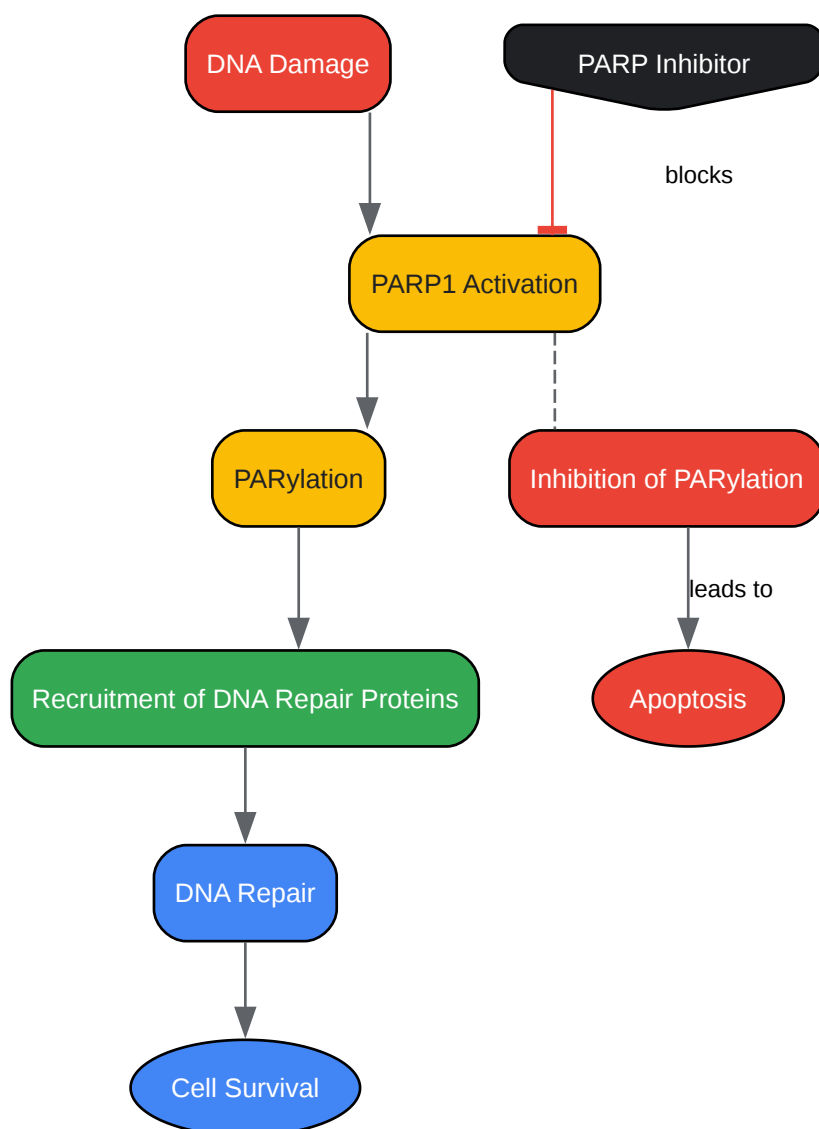 DNA Damage
PARP Inhibitor
blocks
PARP1 Activation
PARylation
Inhibition of PARylation
leads to
Recruitment of DNA Repair Proteins
Apoptosis
DNA Repair
Cell Survival